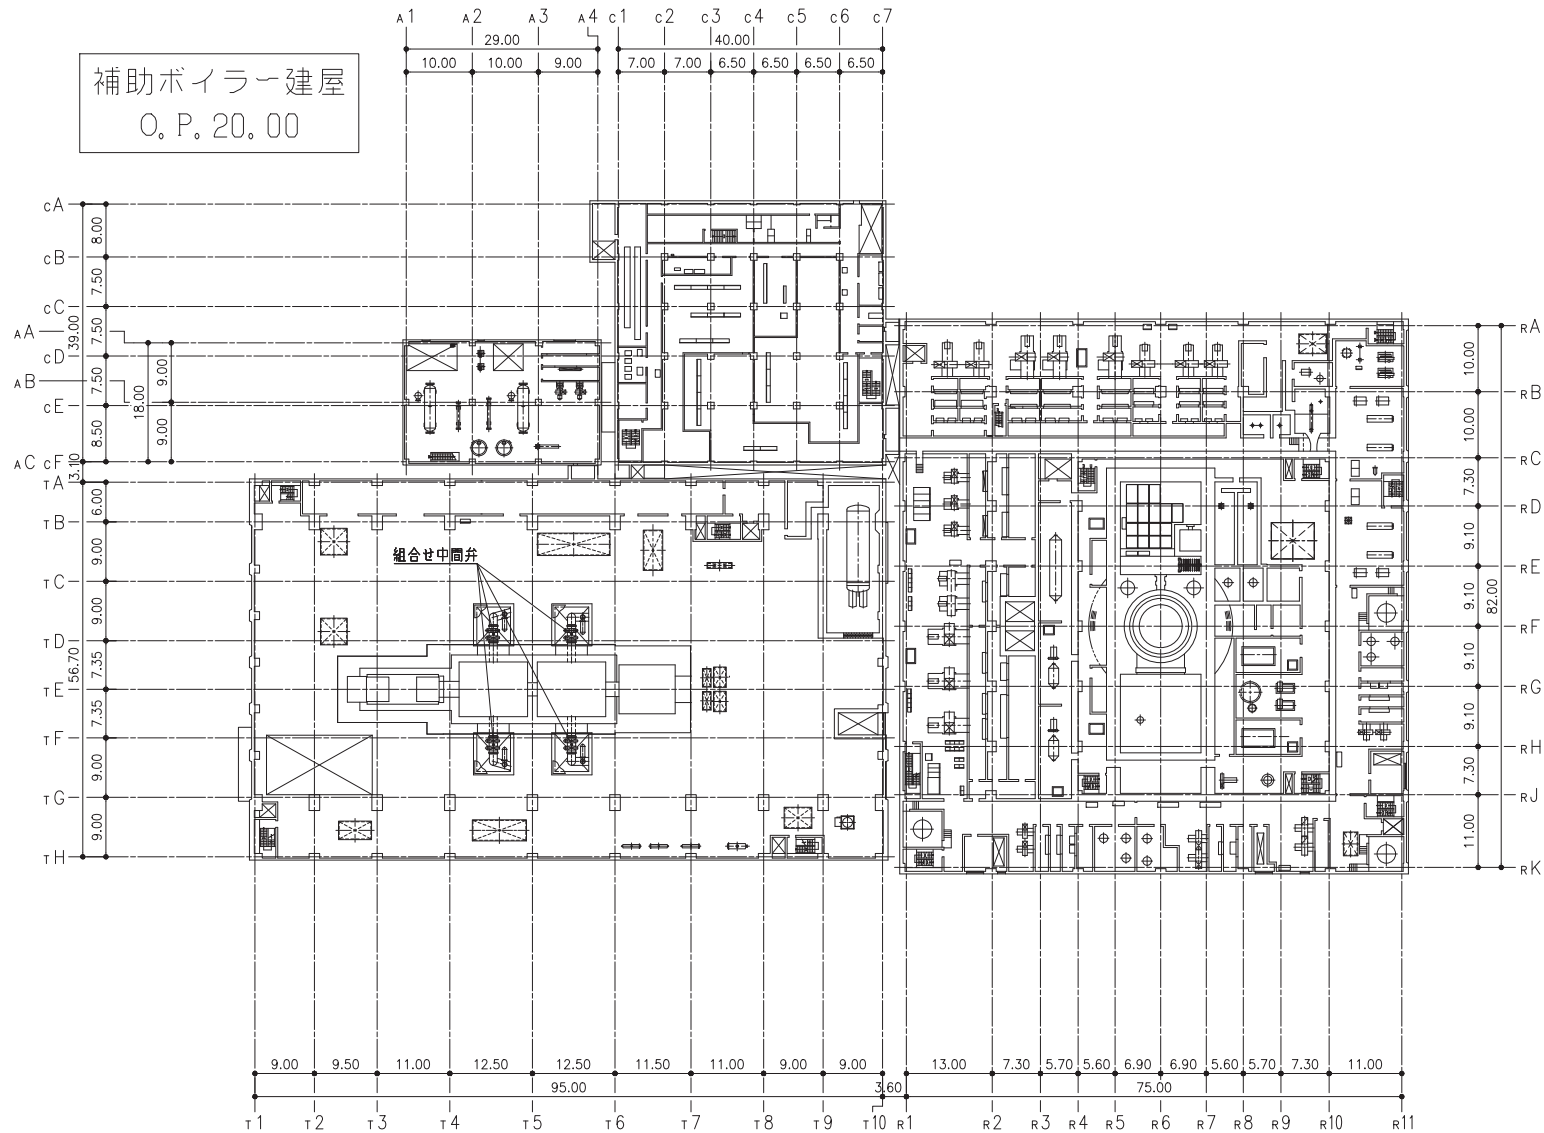 A1 A2 A3 A4 C1 C2 C3 C4 C5 C6 C7
29.00 40.00
10.00 10.00 9.00 7.00 7.00 6.50 6.50 6.50 6.50
補助ボイラー建屋
O.P.20.00
CA
8.00
CB
7.50
CC
39.00
7.50
AA
RA
CD
9.00
10.00
7.50
AB
18.00
RB
CE
8.50
9.00
10.00
AC CF
RC
3.10
TA
7.30
6.00
RD
TB
9.10
9.00
組合せ中間弁
RE
TC
82.00
9.10
9.00
RF
TD
56.70
7.35
9.10
TE
RG
7.35
9.10
TF
RH
9.00
7.30
TG
RJ
9.00
11.00
TH
RK
9.00 9.50 11.00 12.50 12.50 11.50 11.00 9.00 9.00 13.00 7.30 5.70 5.60 6.90 6.90 5.60 5.70 7.30 11.00
95.00 3.60 75.00
T1 T2 T3 T4 T5 T6 T7 T8 T9 T10 R1 R2 R3 R4 R5 R6 R7 R8 R9 R10 R11